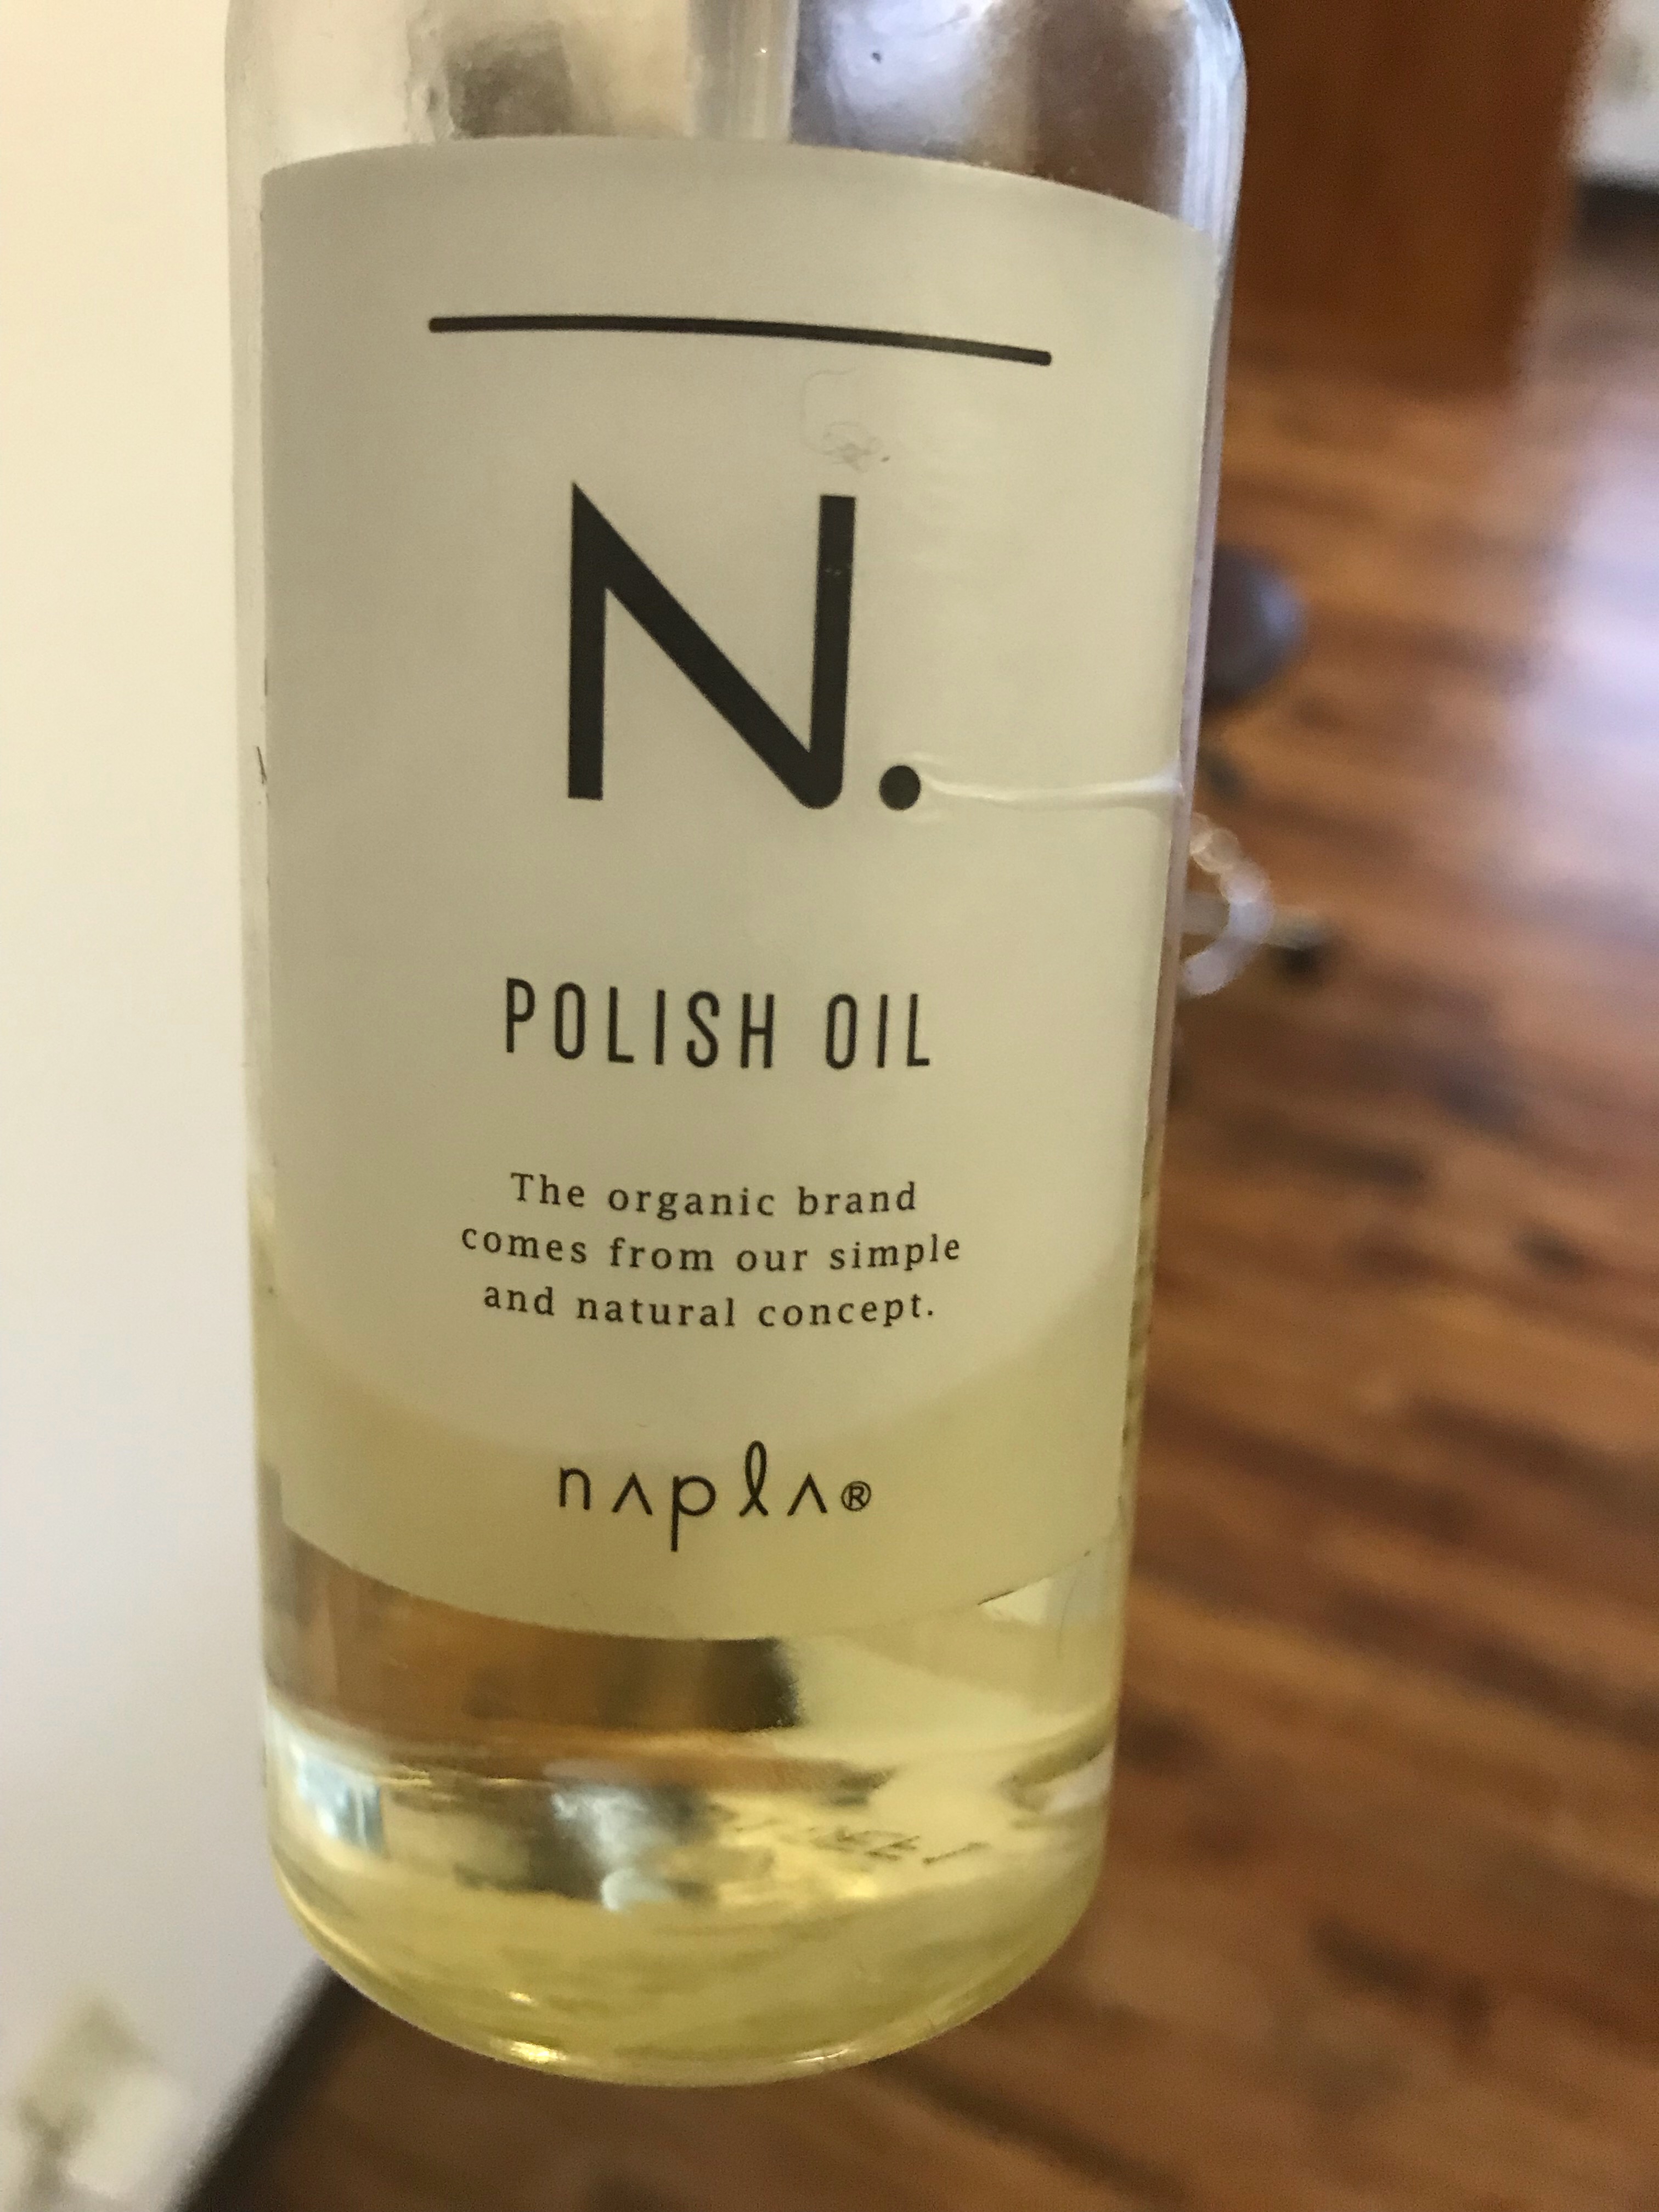 N.
POLISH OIL
The organic brand
comes from our simple
and natural concept.
napla®